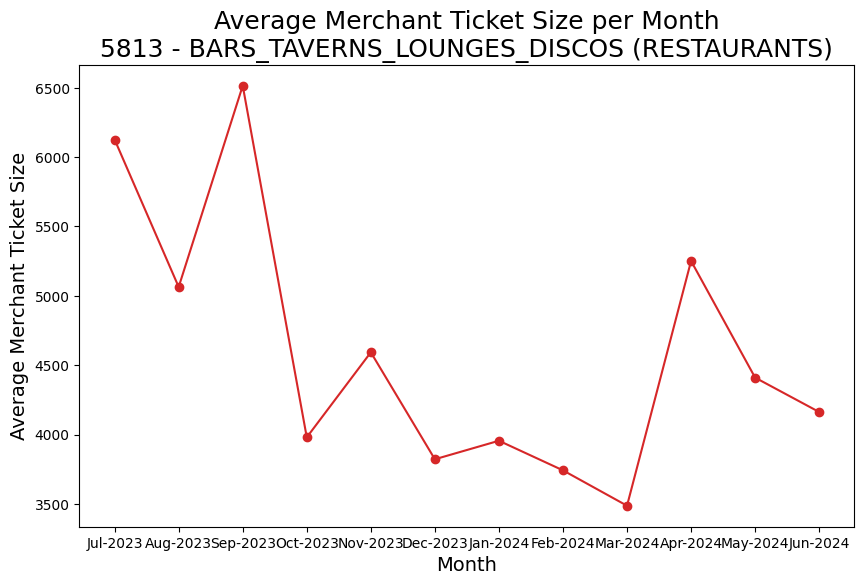 Average Merchant Ticket Size per Month
5813 - BARS_TAVERNS_LOUNGES_DISCOS (RESTAURANTS)
Average Merchant Ticket Size
6500
6000
5500
5000
4500
4000
3500
Jul-2023 Aug-2023 Sep-2023 Oct-2023 Nov-2023 Dec-2023 Jan-2024 Feb-2024 Mar-2024 Apr-2024 May-2024 Jun-2024
Month